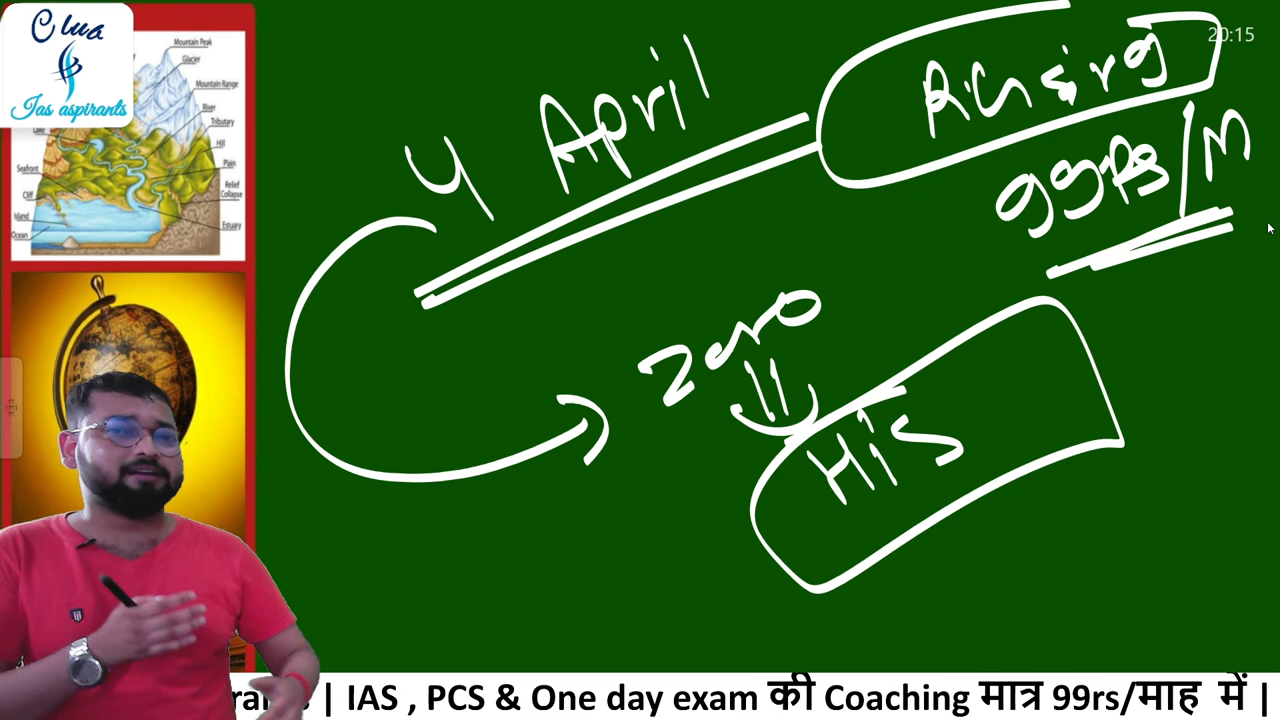 Clua
Ias aspirants
Mountain Peak
Glacier
Mountain Range
River
Tributary
Hill
Plain
Relief
Collapse
Estuary
Lake
Seafront
Cliff
Island
Ocean
20:15
4 April
99Rs/M
Zero
His
| IAS , PCS & One day exam की Coaching मात्र 99rs/माह में |